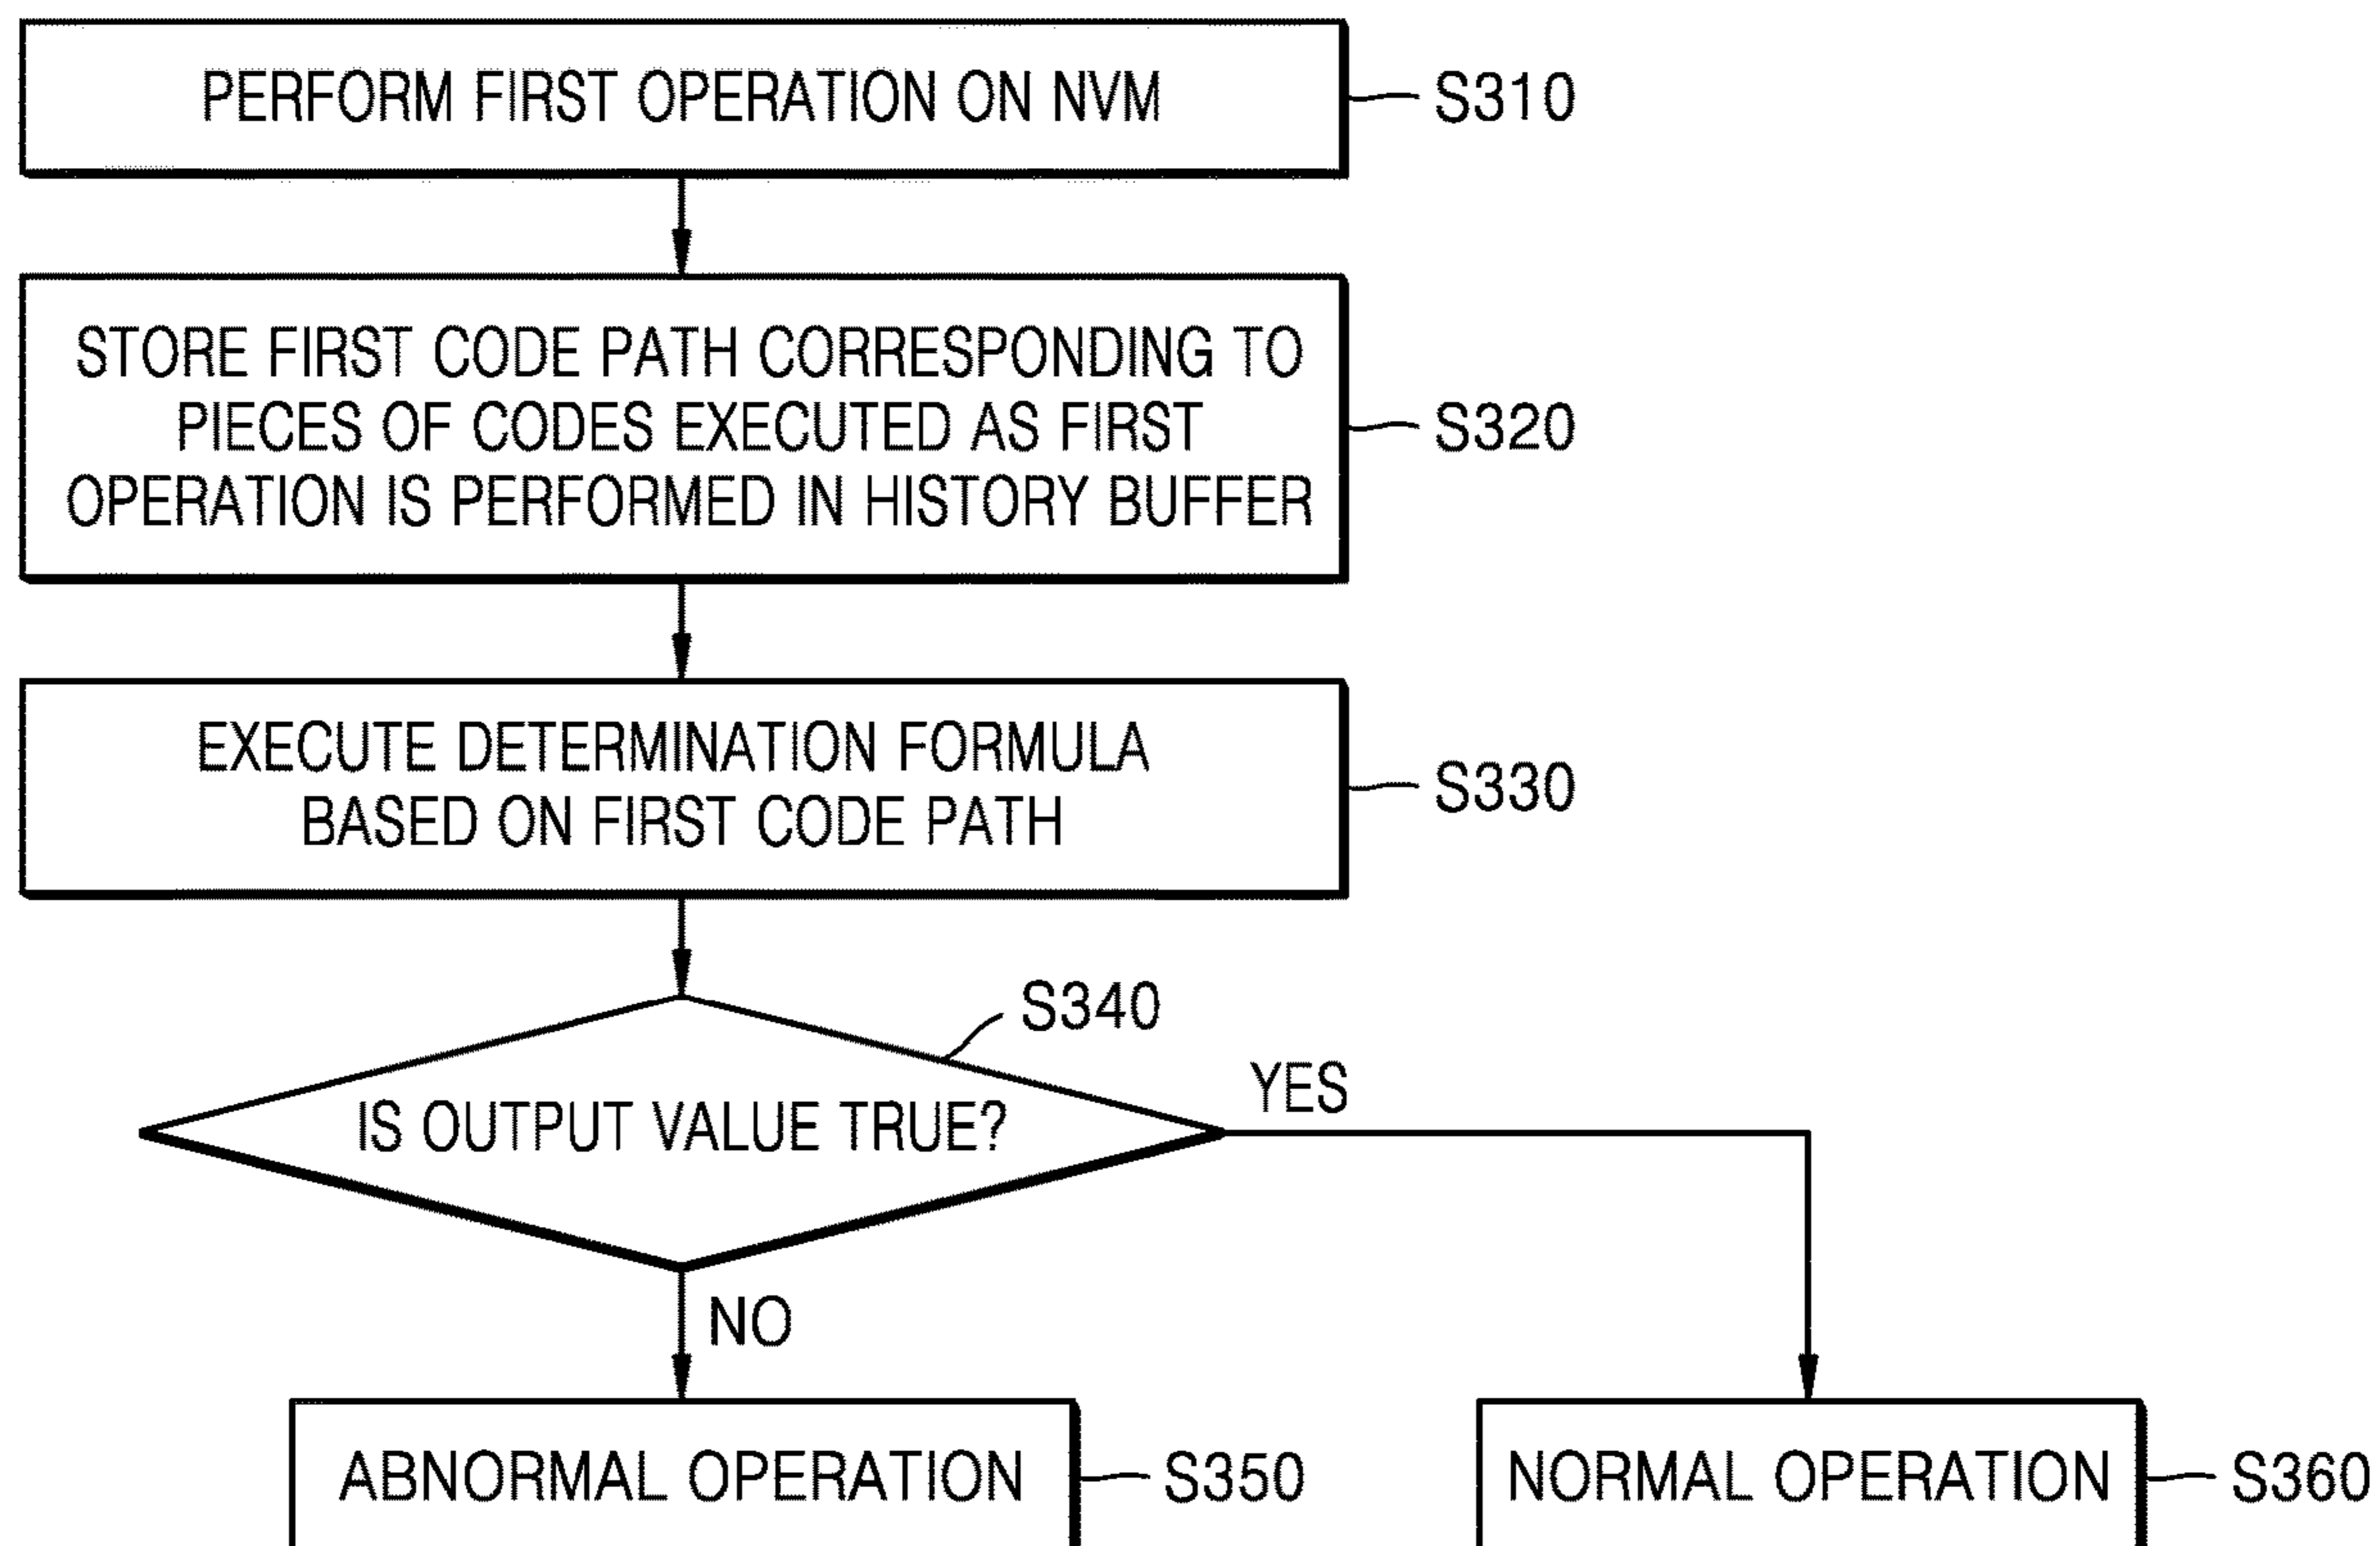 PERFORM FIRST OPERATION ON NVM
S310
STORE FIRST CODE PATH CORRESPONDING TO
PIECES OF CODES EXECUTED AS FIRST
OPERATION IS PERFORMED IN HISTORY BUFFER
S320
EXECUTE DETERMINATION FORMULA
BASED ON FIRST CODE PATH
S330
S340
IS OUTPUT VALUE TRUE?
YES
NO
ABNORMAL OPERATION
S350
NORMAL OPERATION
S360